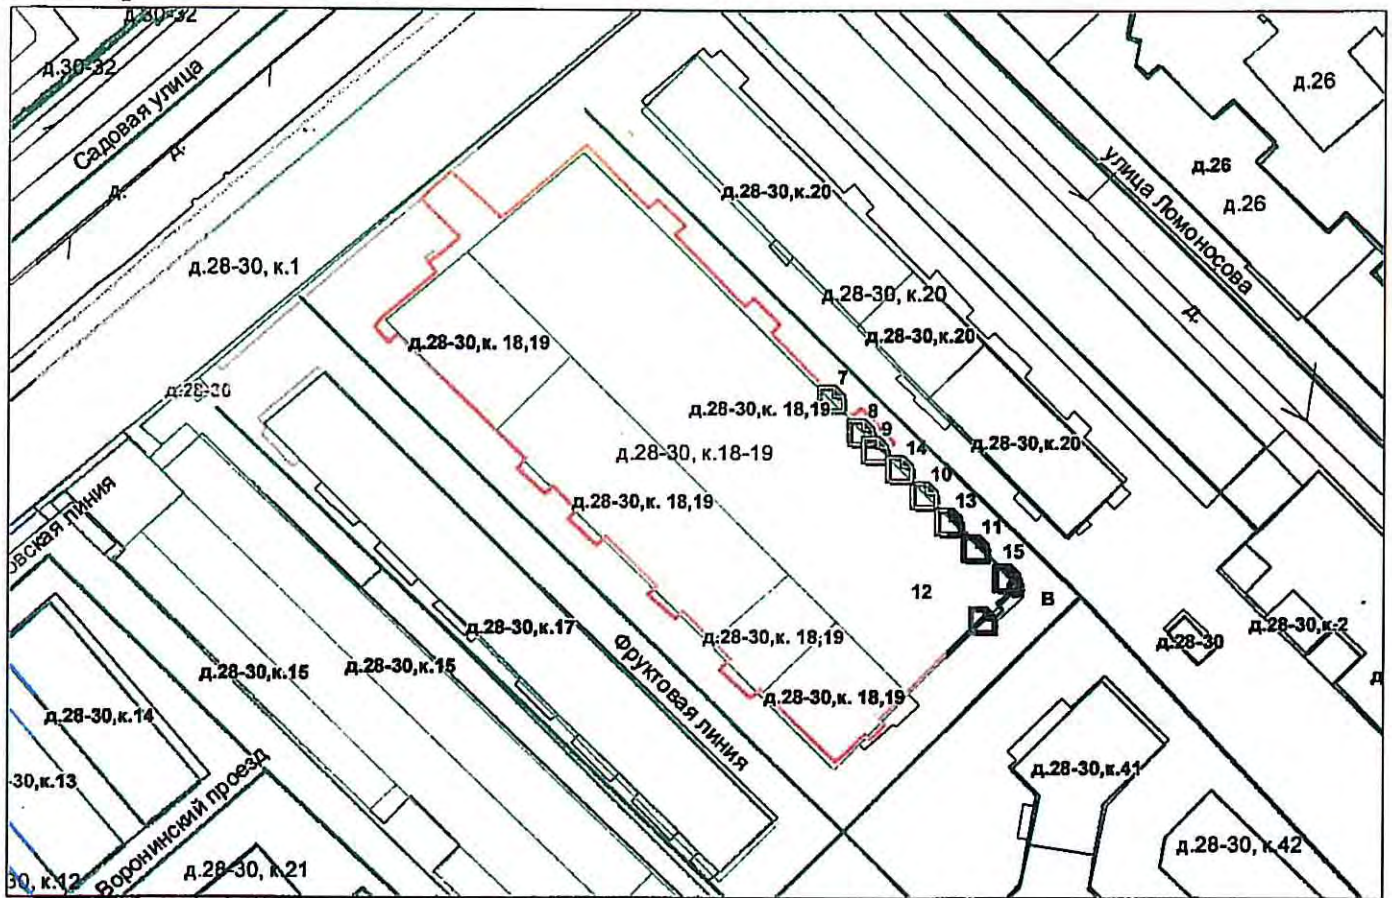 д.30-32
д.30-32
Садовая улица
д.
д.
д.26
д.26
д.26
улица Ломоносова
д.
д.28-30,к.20
д.28-30, к.1
д.28-30, к.20
д.28-30,к.20
д.28-30,к. 18,19
д.28-30
7
д.28-30,к. 18,19
8
9
д.28-30, к.18-19
14
д.28-30,к.20
10
д.28-30,к. 18,19
13
11
15
12
В
овская линия
д.28-30,к.17
Фруктовая линия
д.28-30,к. 18,19
д.28-30
д.28-30,к.2
д.28-30,к.15
д.28-30,к.15
д.28-30,к. 18,19
д
д.28-30,к.14
-30,к.13
Воронинский проезд
д.28-30,к.41
д.28-30, к.42
д.28-30, к.21
30, к.12